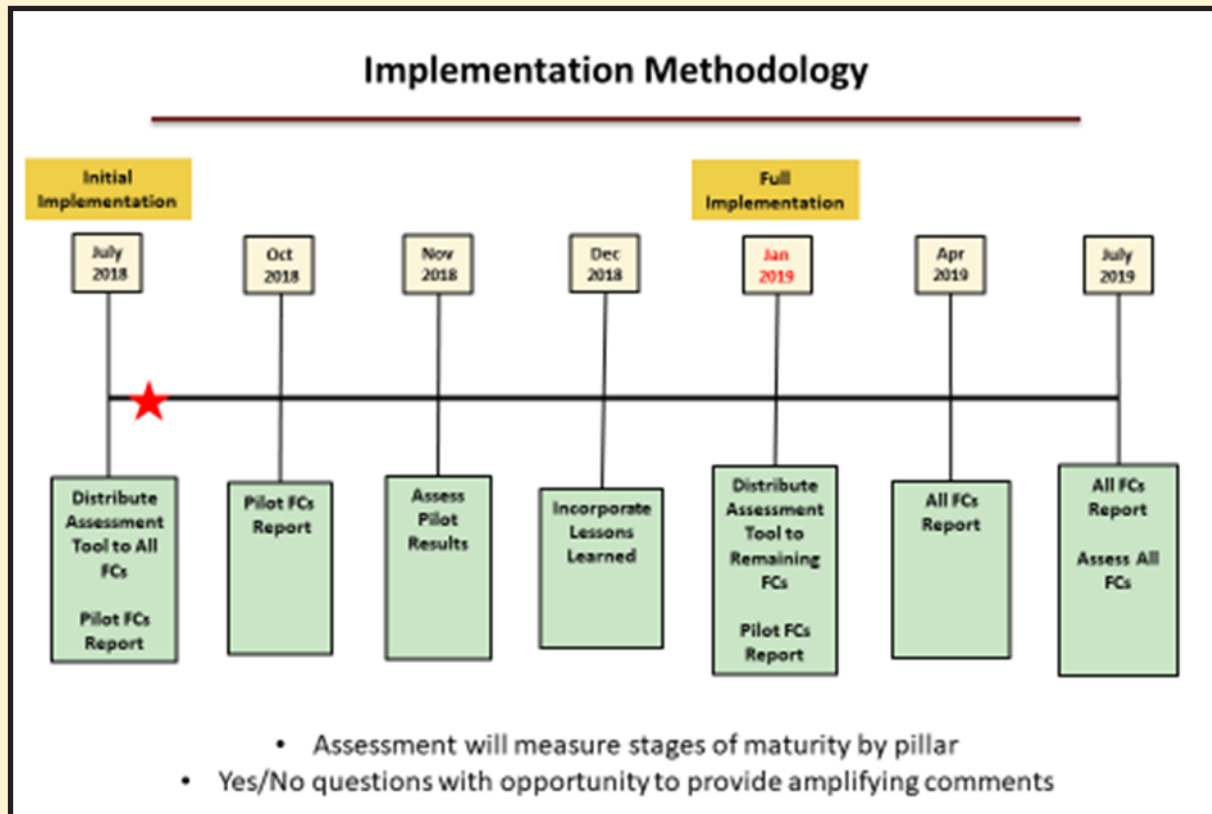 Implementation Methodology
Initial
Implementation
Full
Implementation
July
2018
Oct
2018
Nov
2018
Dec
2018
Jan
2019
Apr
2019
July
2019
Distribute
Assessment
Tool to All
FCs
Pilot FCs
Report
Pilot FCs
Report
Assess
Pilot
Results
Incorporate
Lessons
Learned
Distribute
Assessment
Tool to
Remaining
FCs
Pilot FCs
Report
All FCs
Report
All FCs
Report
Assess All
FCs
• Assessment will measure stages of maturity by pillar
• Yes/No questions with opportunity to provide amplifying comments